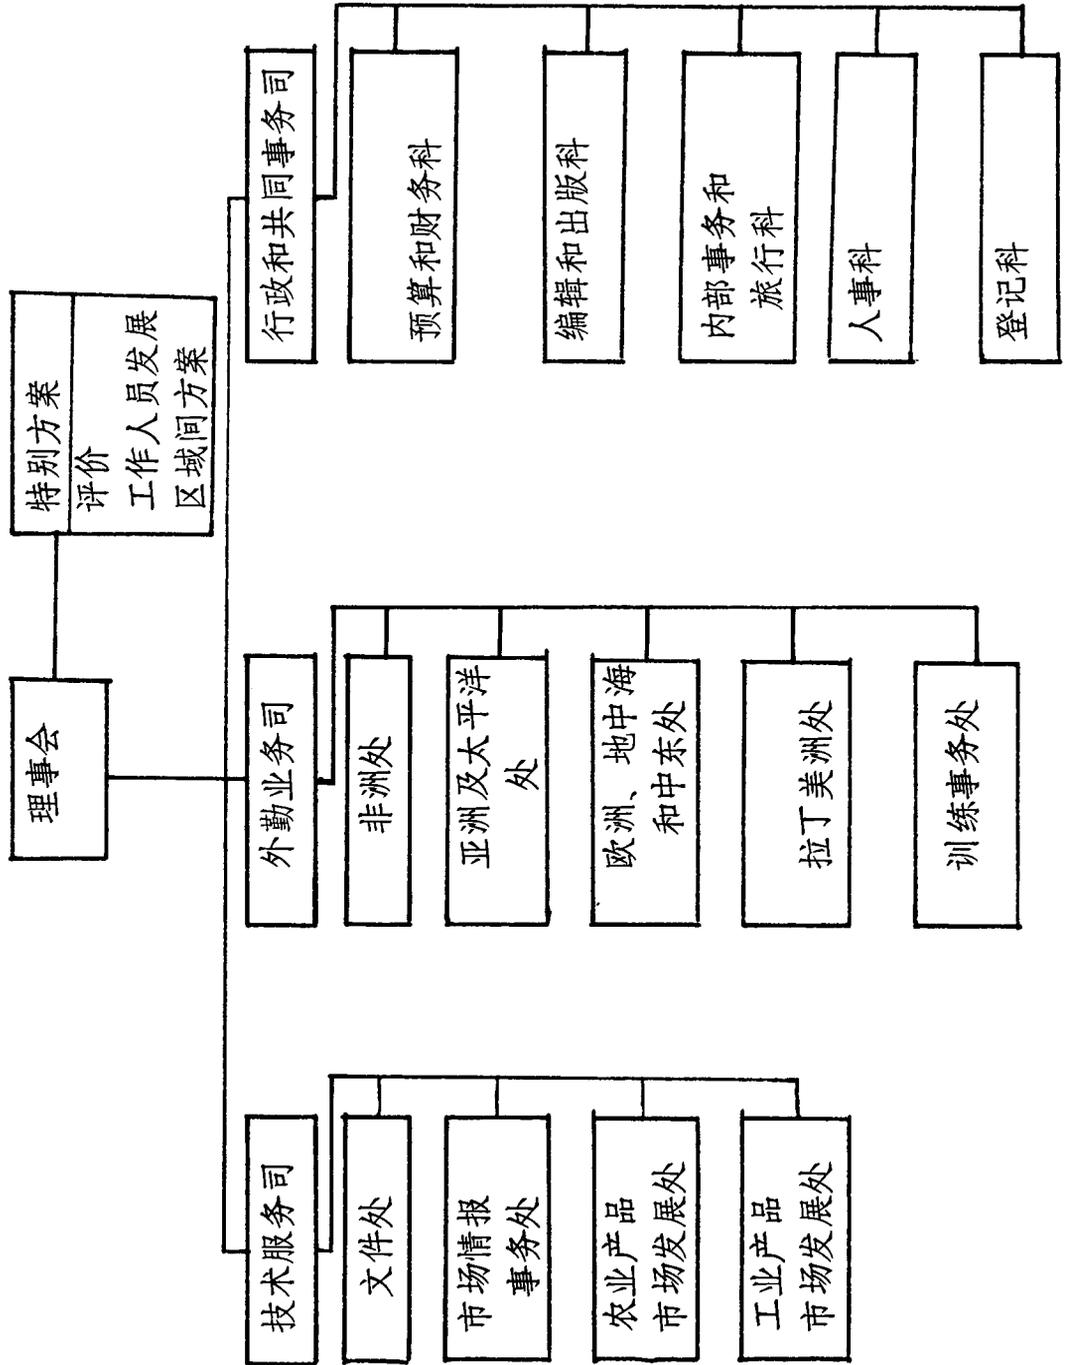 理事会
特别方案
评价
工作人员发展
区域间方案
技术服务司
文件处
市场情报
事务处
农业产品
市场发展处
工业产品
市场发展处
外勤业务司
非洲处
亚洲及太平洋
处
欧洲、地中海
和中东处
拉丁美洲处
训练事务处
行政和共同事务司
预算和财务科
编辑和出版科
内部事务和
旅行科
人事科
登记科